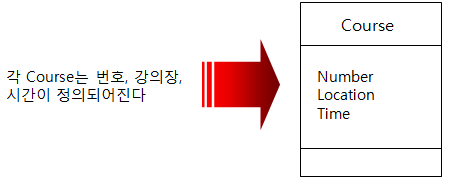 각 Course는 번호, 강의장,
시간이 정의되어진다
Course
Number
Location
Time